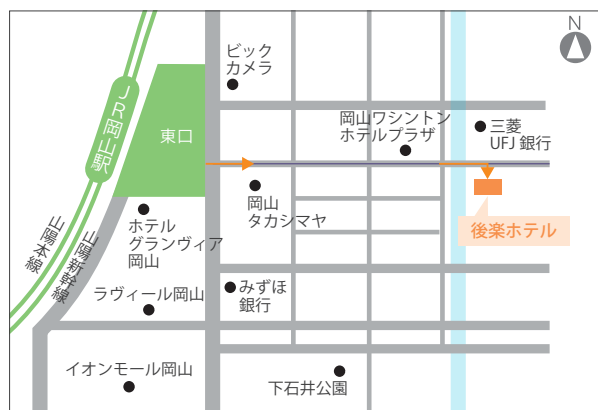 N
ビック
カメラ
JR岡山駅
東口
岡山ワシントン
ホテルプラザ
三菱
UFJ 銀行
岡山
タカシマヤ
後楽ホテル
ホテル
グランヴィア
岡山
山陽本線
山陽新幹線
みずほ
銀行
ラヴィール岡山
イオンモール岡山
下石井公園